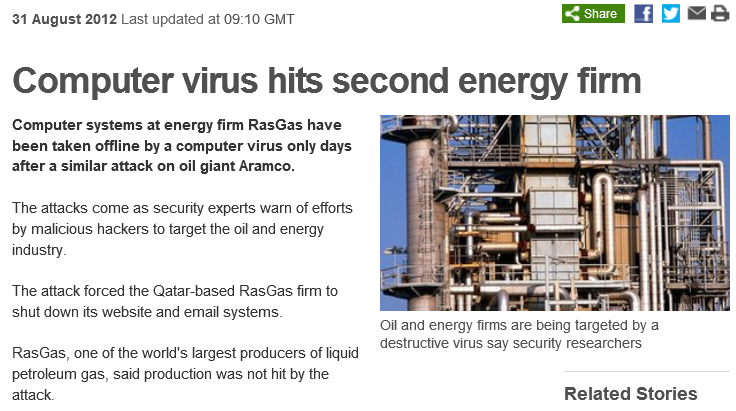 31 August 2012 Last updated at 09:10 GMT
Share
Computer virus hits second energy firm
Computer systems at energy firm RasGas have
been taken offline by a computer virus only days
after a similar attack on oil giant Aramco.
The attacks come as security experts warn of efforts
by malicious hackers to target the oil and energy
industry.
The attack forced the Qatar-based RasGas firm to
shut down its website and email systems.
RasGas, one of the world's largest producers of liquid
petroleum gas, said production was not hit by the
attack.
Oil and energy firms are being targeted by a
destructive virus say security researchers
Related Stories